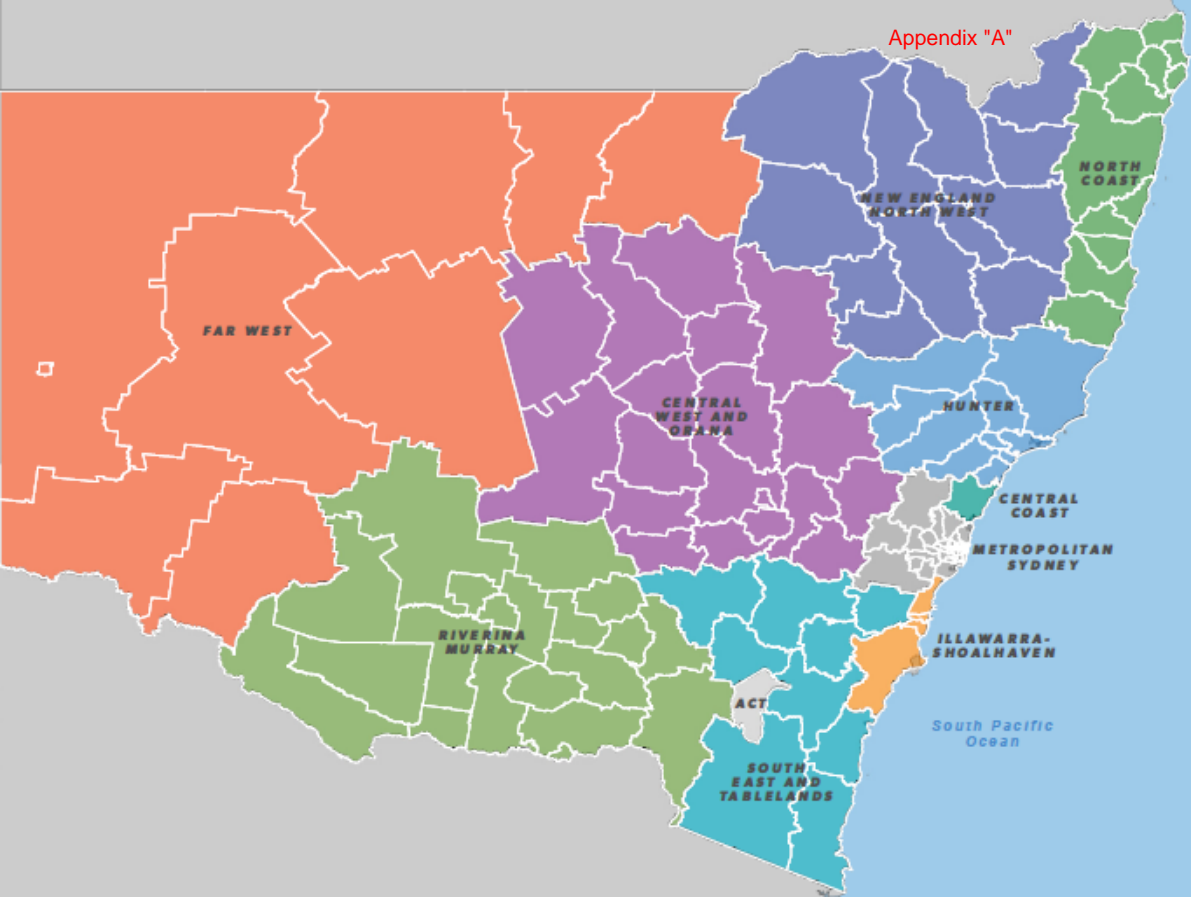 Appendix "A"
NORTH
COAST
NEW ENGLAND
NORTH WEST
FAR WEST
CENTRAL
WEST AND
ORANA
HUNTER
CENTRAL
COAST
METROPOLITAN
SYDNEY
RIVERINA
MURRAY
ILLAWARRA-
SHOALHAVEN
ACT
South Pacific
Ocean
SOUTH
EAST AND
TABLELANDS